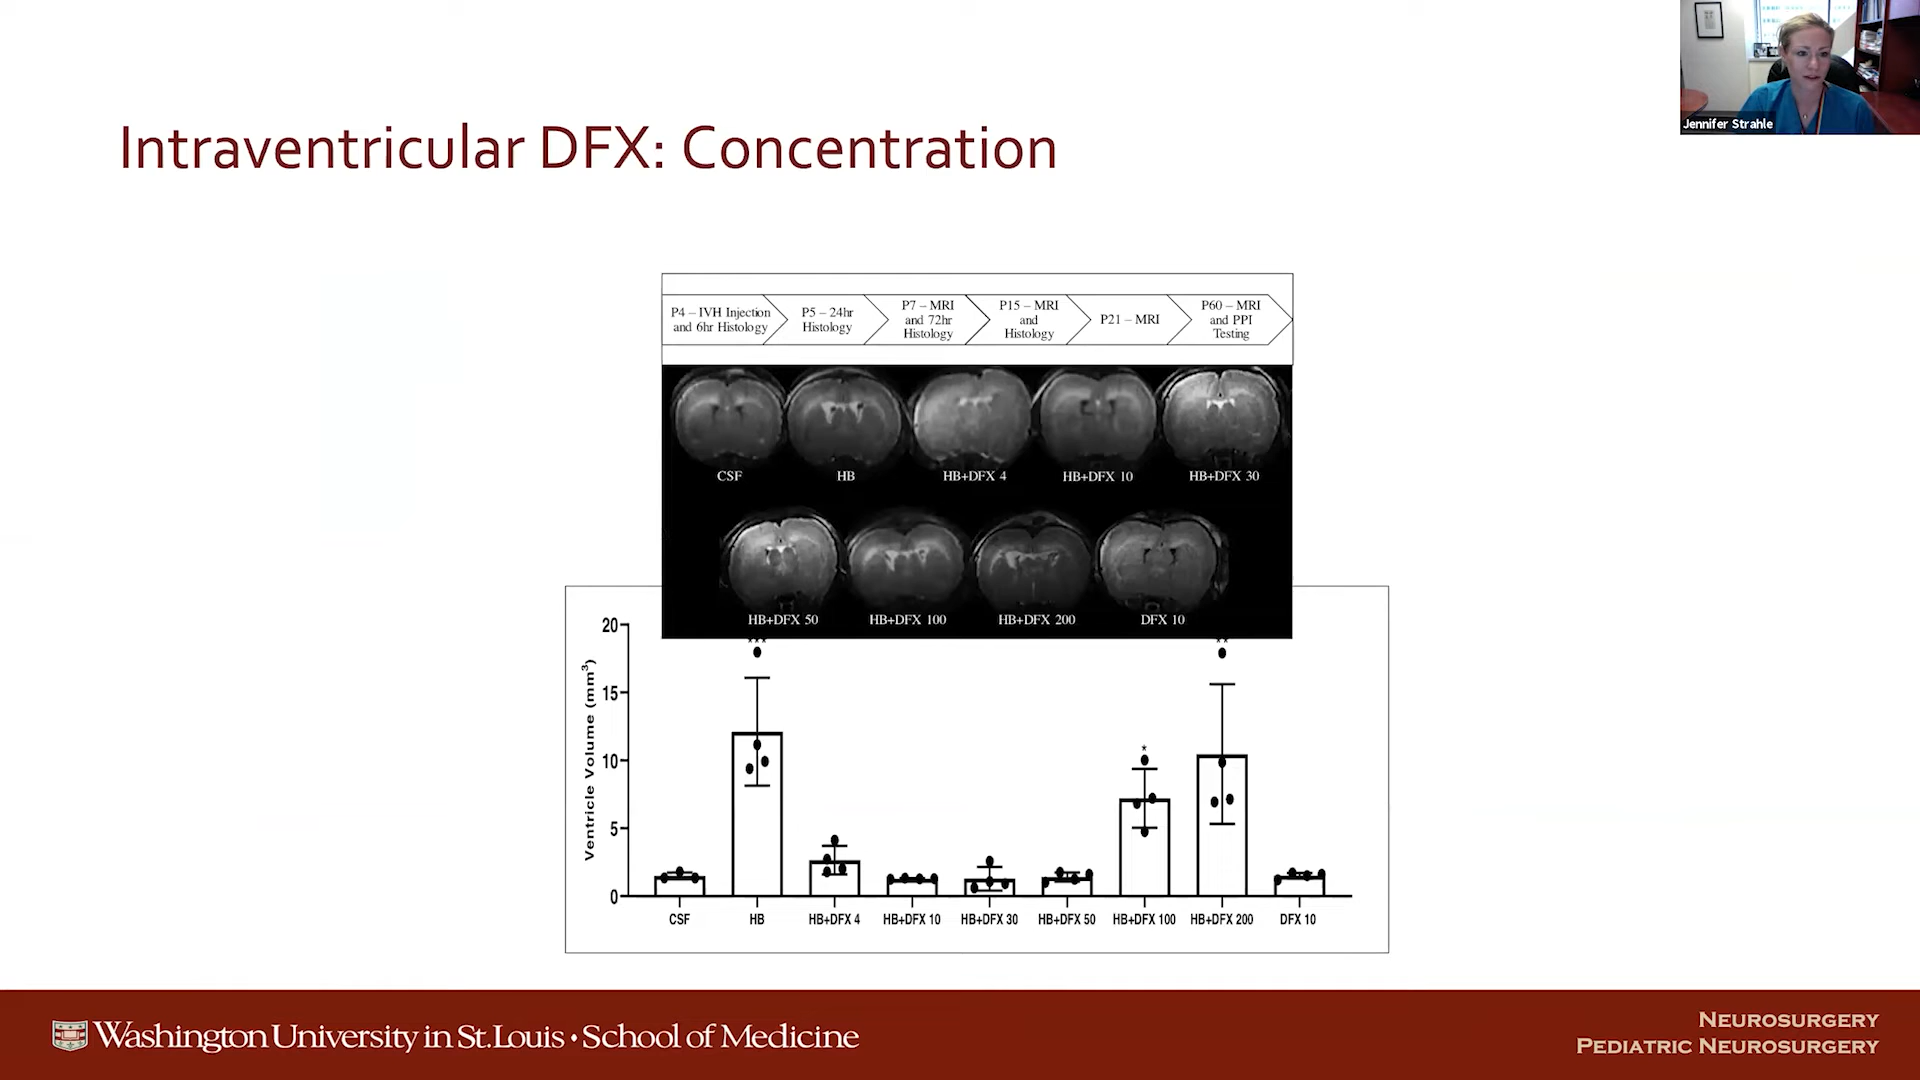 Jennifer Strahle
Intraventricular DFX: Concentration
P4 – IVH Injection
and 6hr Histology
P5 – 24hr
Histology
P7 – MRI
and 72hr
Histology
P15 – MRI
and
Histology
P21 – MRI
P60 – MRI
and PPI
Testing
CSF
HB
HB+DFX 4
HB+DFX 10
HB+DFX 30
HB+DFX 50
HB+DFX 100
HB+DFX 200
DFX 10
Ventricle Volume (mm³)
20
15
10
5
0
***
*
**
CSF
HB
HB+DFX 4
HB+DFX 10
HB+DFX 30
HB+DFX 50
HB+DFX 100
HB+DFX 200
DFX 10
Washington University in St. Louis • School of Medicine
Neurosurgery
Pediatric Neurosurgery